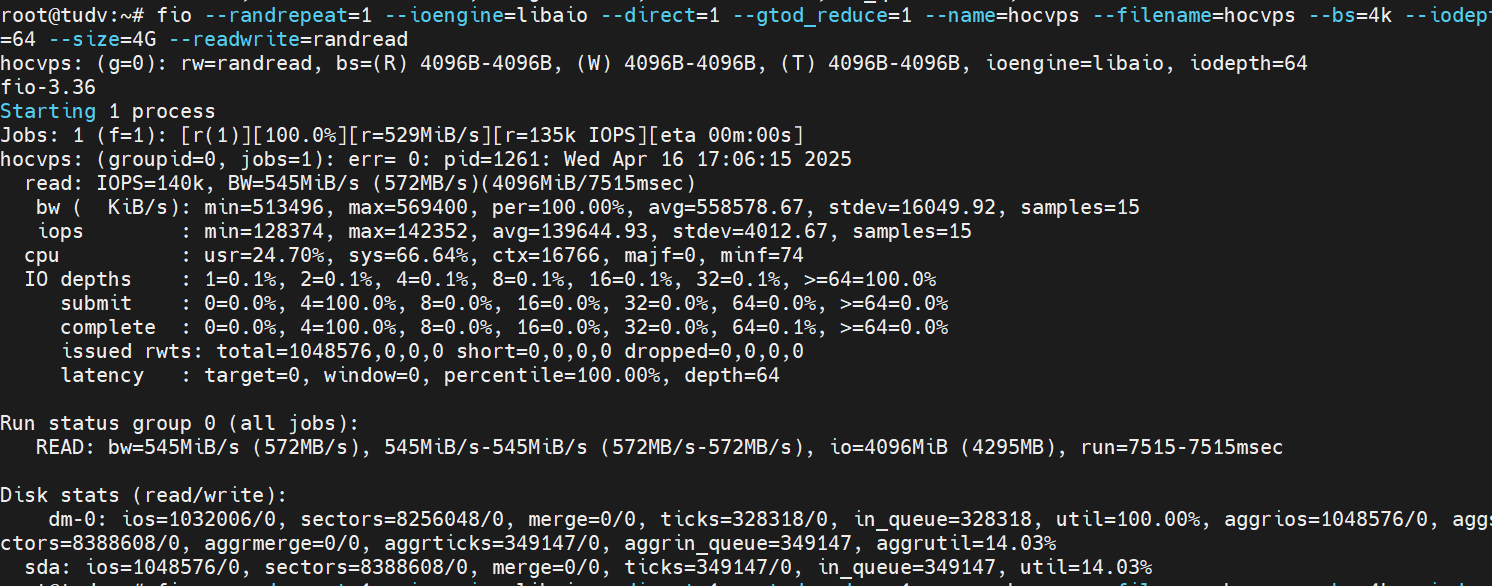 root@tudv:~# fio --randrepeat=1 --ioengine=libaio --direct=1 --gtod_reduce=1 --name=hocvps --filename=hocvps --bs=4k --iodept
=64 --size=4G --readwrite=randread
hocvps: (g=0): rw=randread, bs=(R) 4096B-4096B, (W) 4096B-4096B, (T) 4096B-4096B, ioengine=libaio, iodepth=64
fio-3.36
Starting 1 process
Jobs: 1 (f=1): [r(1)][100.0%][r=529MiB/s][r=135k IOPS][eta 00m:00s]
hocvps: (groupid=0, jobs=1): err= 0: pid=1261: Wed Apr 16 17:06:15 2025
  read: IOPS=140k, BW=545MiB/s (572MB/s)(4096MiB/7515msec)
   bw (  KiB/s): min=513496, max=569400, per=100.00%, avg=558578.67, stdev=16049.92, samples=15
   iops        : min=128374, max=142352, avg=139644.93, stdev=4012.67, samples=15
  cpu          : usr=24.70%, sys=66.64%, ctx=16766, majf=0, minf=74
  IO depths    : 1=0.1%, 2=0.1%, 4=0.1%, 8=0.1%, 16=0.1%, 32=0.1%, >=64=100.0%
     submit    : 0=0.0%, 4=100.0%, 8=0.0%, 16=0.0%, 32=0.0%, 64=0.0%, >=64=0.0%
     complete  : 0=0.0%, 4=100.0%, 8=0.0%, 16=0.0%, 32=0.0%, 64=0.1%, >=64=0.0%
     issued rwts: total=1048576,0,0,0 short=0,0,0,0 dropped=0,0,0,0
     latency   : target=0, window=0, percentile=100.00%, depth=64

Run status group 0 (all jobs):
   READ: bw=545MiB/s (572MB/s), 545MiB/s-545MiB/s (572MB/s-572MB/s), io=4096MiB (4295MB), run=7515-7515msec

Disk stats (read/write):
    dm-0: ios=1032006/0, sectors=8256048/0, merge=0/0, ticks=328318/0, in_queue=328318, util=100.00%, aggrios=1048576/0, aggs
ctors=8388608/0, aggrmerge=0/0, aggrticks=349147/0, aggrin_queue=349147, aggrutil=14.03%
  sda: ios=1048576/0, sectors=8388608/0, merge=0/0, ticks=349147/0, in_queue=349147, util=14.03%